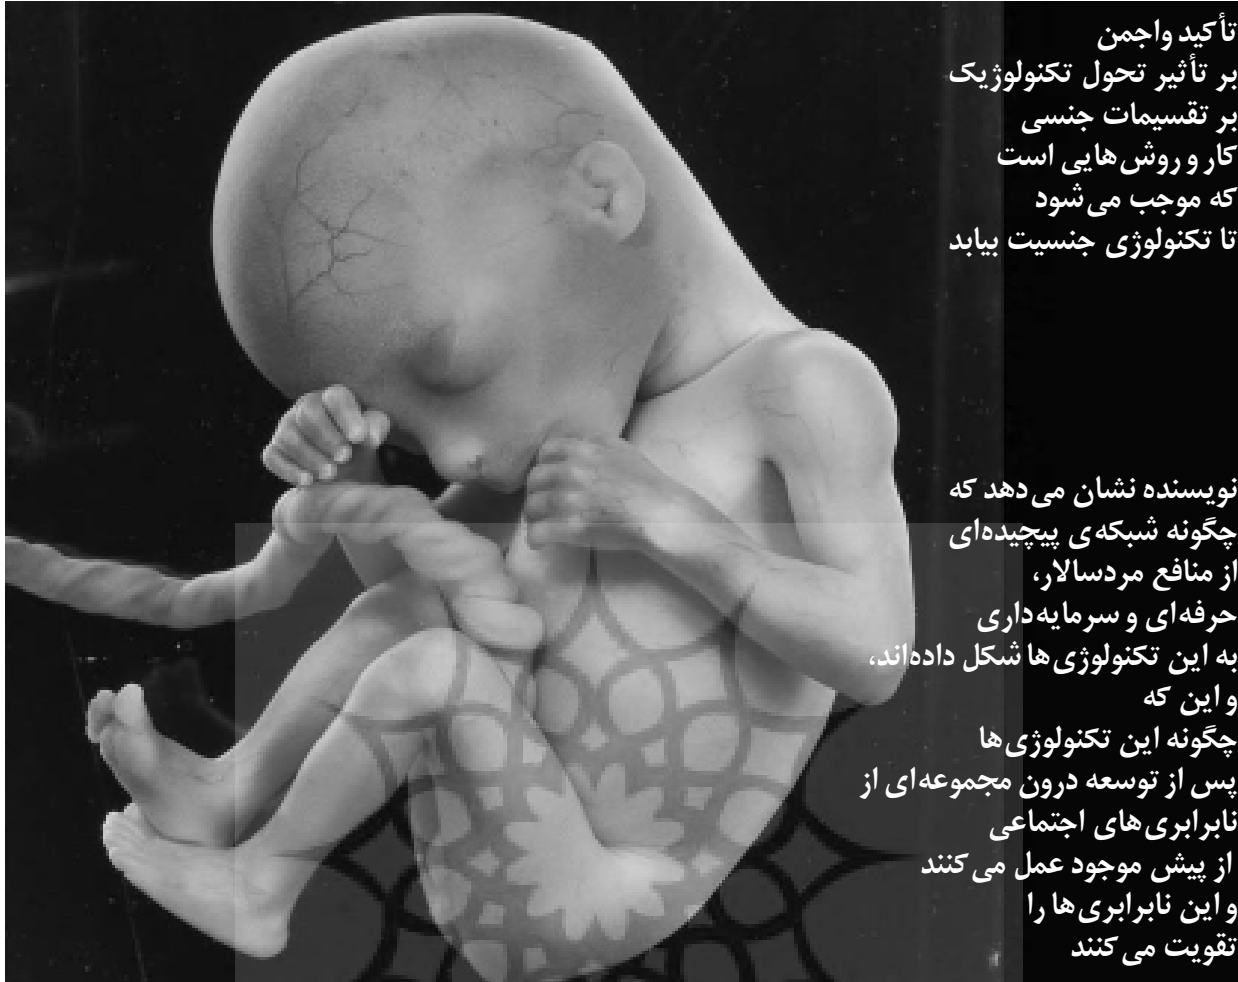 تأکید واجمن
بر تأثیر تحول تکنولوژیک
بر تقسیمات جنسی
کار و روش‌هایی است
که موجب می‌شود
تا تکنولوژی جنسیت بیابد
نویسنده نشان می‌دهد که
چگونه شبکه‌ی پیچیده‌ای
از منافع مردسالار،
حرفه‌ای و سرمایه‌داری
به این تکنولوژی‌ها شکل داده‌اند،
و این که
چگونه این تکنولوژی‌ها
پس از توسعه درون مجموعه‌ای از
نابرابری‌های اجتماعی
از پیش موجود عمل می‌کنند
و این نابرابری‌ها را
تقویت می‌کنند